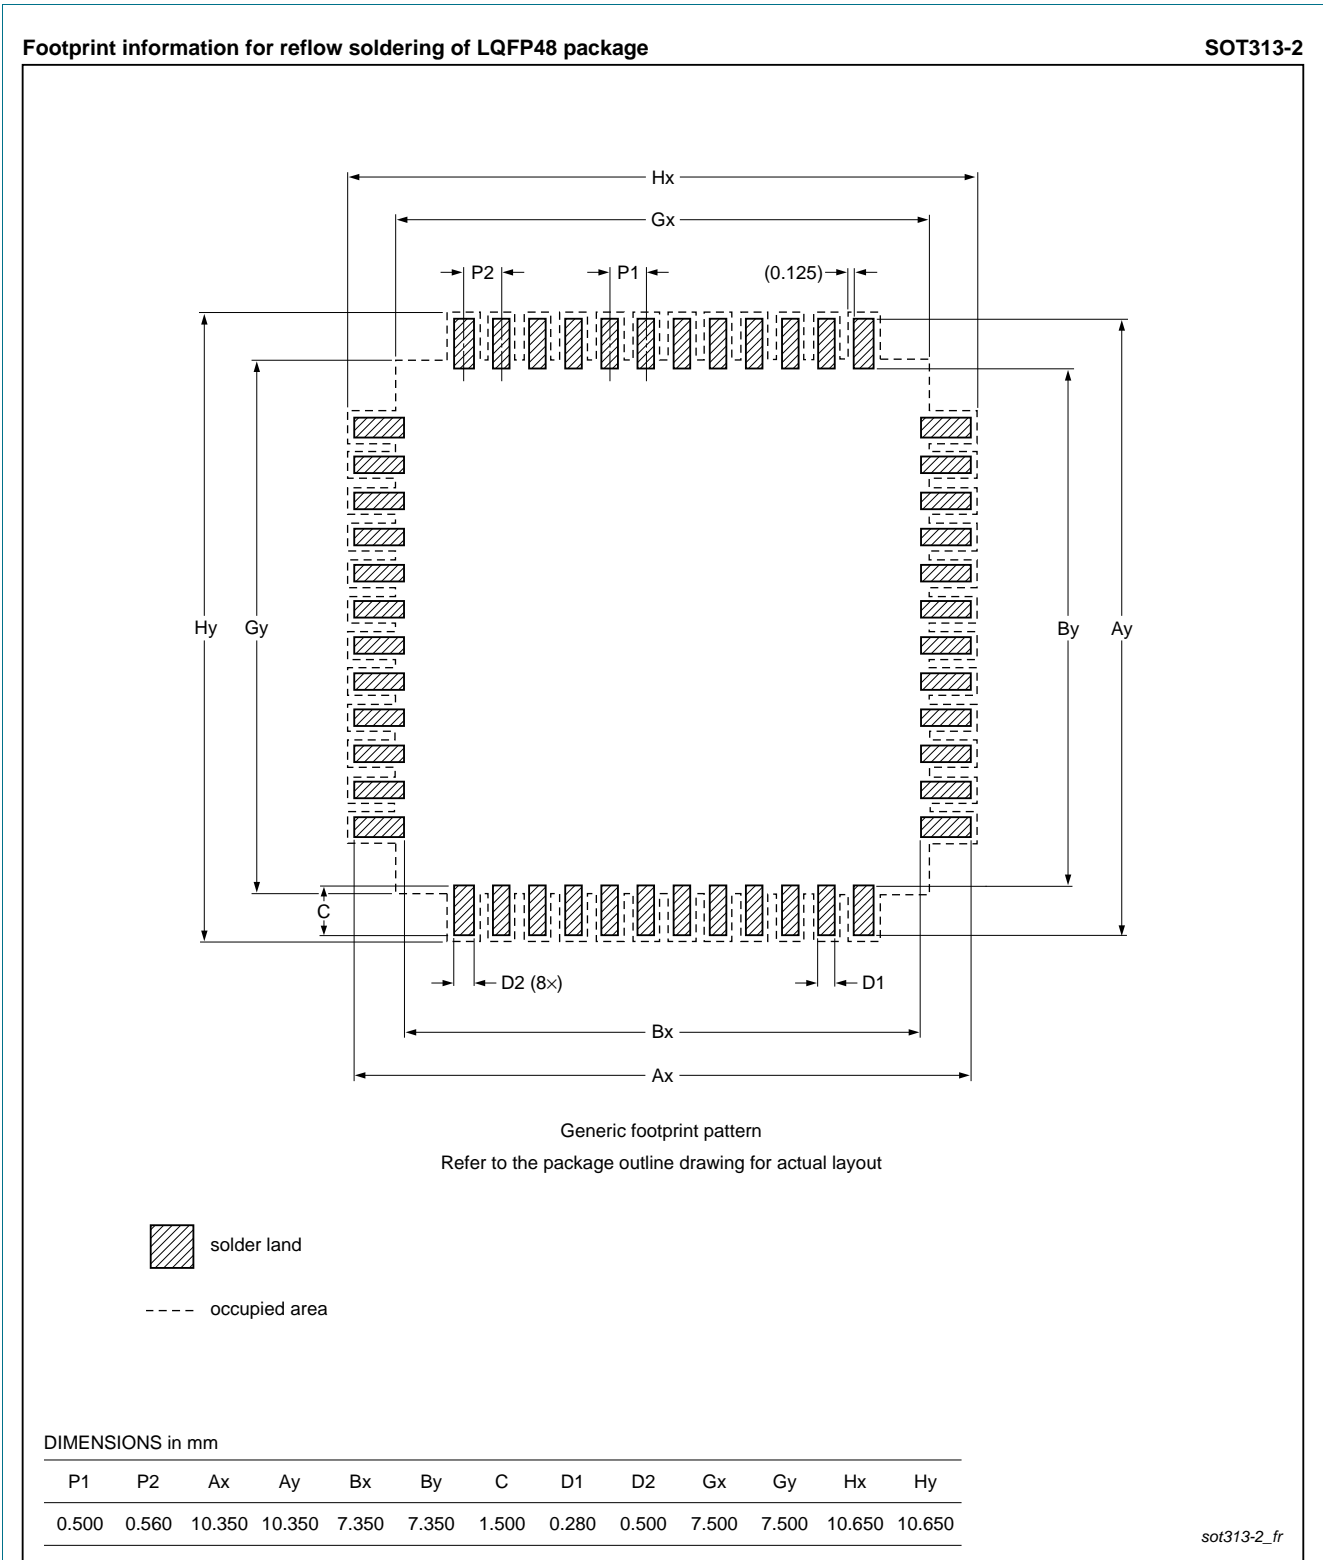 Footprint information for reflow soldering of LQFP48 package SOT313-2
Hx
Gx
P2 P1 (0.125)
Hy Gy By Ay
C
D2 (8×) D1
Bx
Ax
Generic footprint pattern
Refer to the package outline drawing for actual layout
solder land
occupied area
DIMENSIONS in mm
P1 P2 Ax Ay Bx By C D1 D2 Gx Gy Hx Hy
0.500 0.560 10.350 10.350 7.350 7.350 1.500 0.280 0.500 7.500 7.500 10.650 10.650
sot313-2_fr